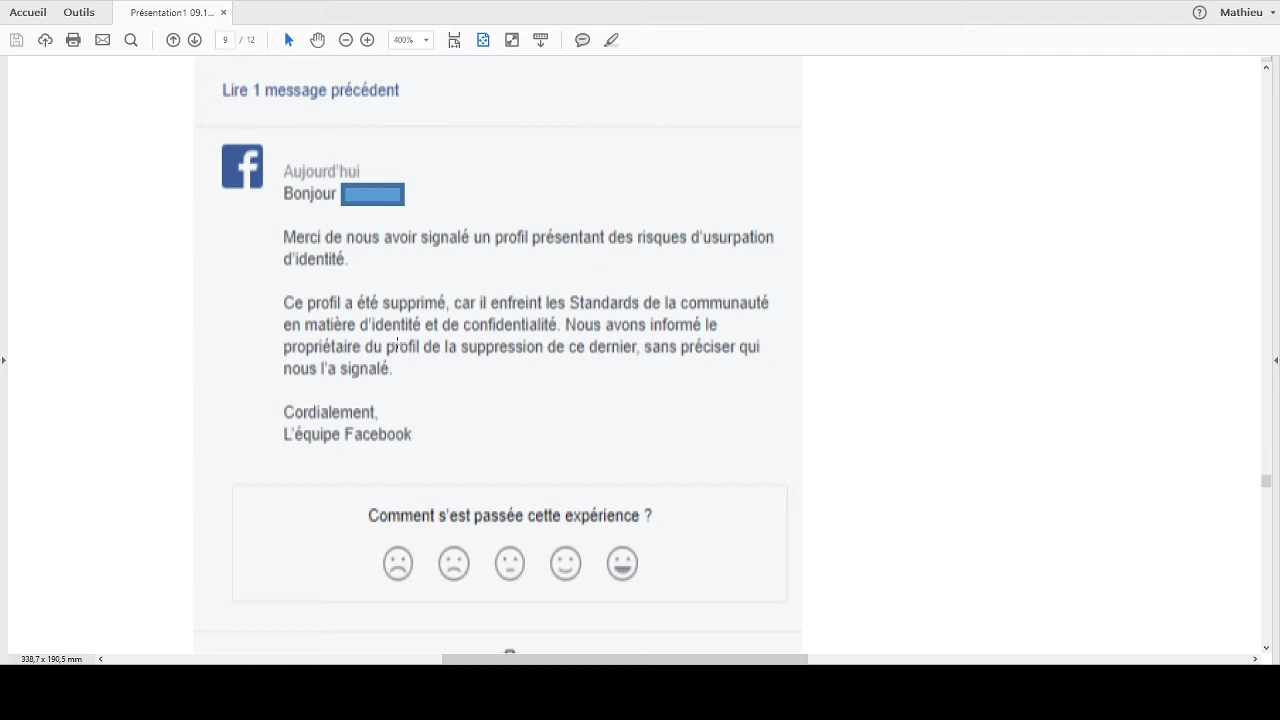 Accueil Outils Présentation1 09.1... × Mathieu
9 / 12 400%
Lire 1 message précédent
Aujourd'hui
Bonjour
Merci de nous avoir signalé un profil présentant des risques d'usurpation
d'identité.
Ce profil a été supprimé, car il enfreint les Standards de la communauté
en matière d'identité et de confidentialité. Nous avons informé le
propriétaire du profil de la suppression de ce dernier, sans préciser qui
nous l'a signalé.
Cordialement,
L'équipe Facebook
Comment s'est passée cette expérience ?
338,7 x 190,5 mm